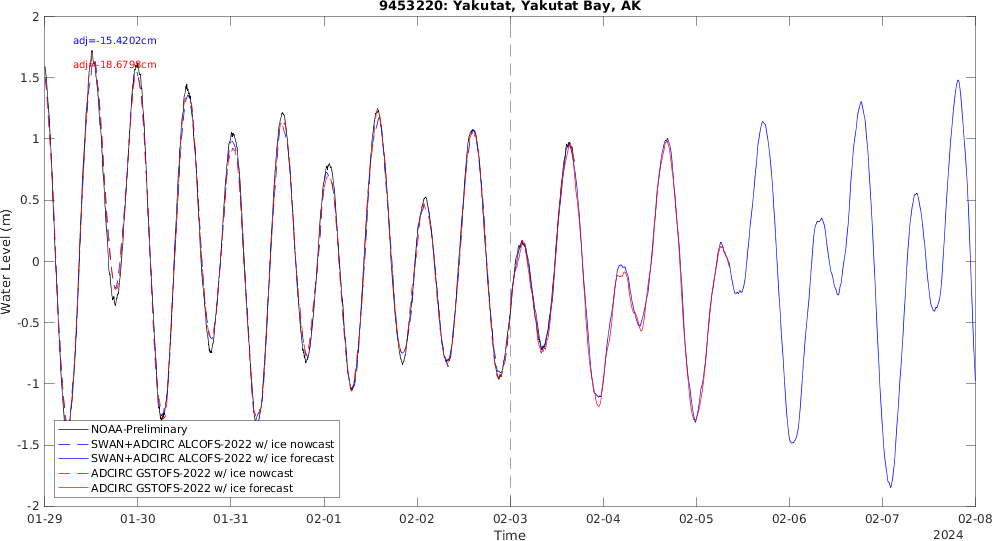 9453220: Yakutat, Yakutat Bay, AK
2
1.5
1
0.5
0
-0.5
-1
-1.5
-2
Water Level (m)
adj=-15.4202cm
adj=-18.6798cm
NOAA-Preliminary
SWAN+ADCIRC ALCOFS-2022 w/ ice nowcast
SWAN+ADCIRC ALCOFS-2022 w/ ice forecast
ADCIRC GSTOFS-2022 w/ ice nowcast
ADCIRC GSTOFS-2022 w/ ice forecast
01-29 01-30 01-31 02-01 02-02 02-03 02-04 02-05 02-06 02-07 02-08
Time
2024